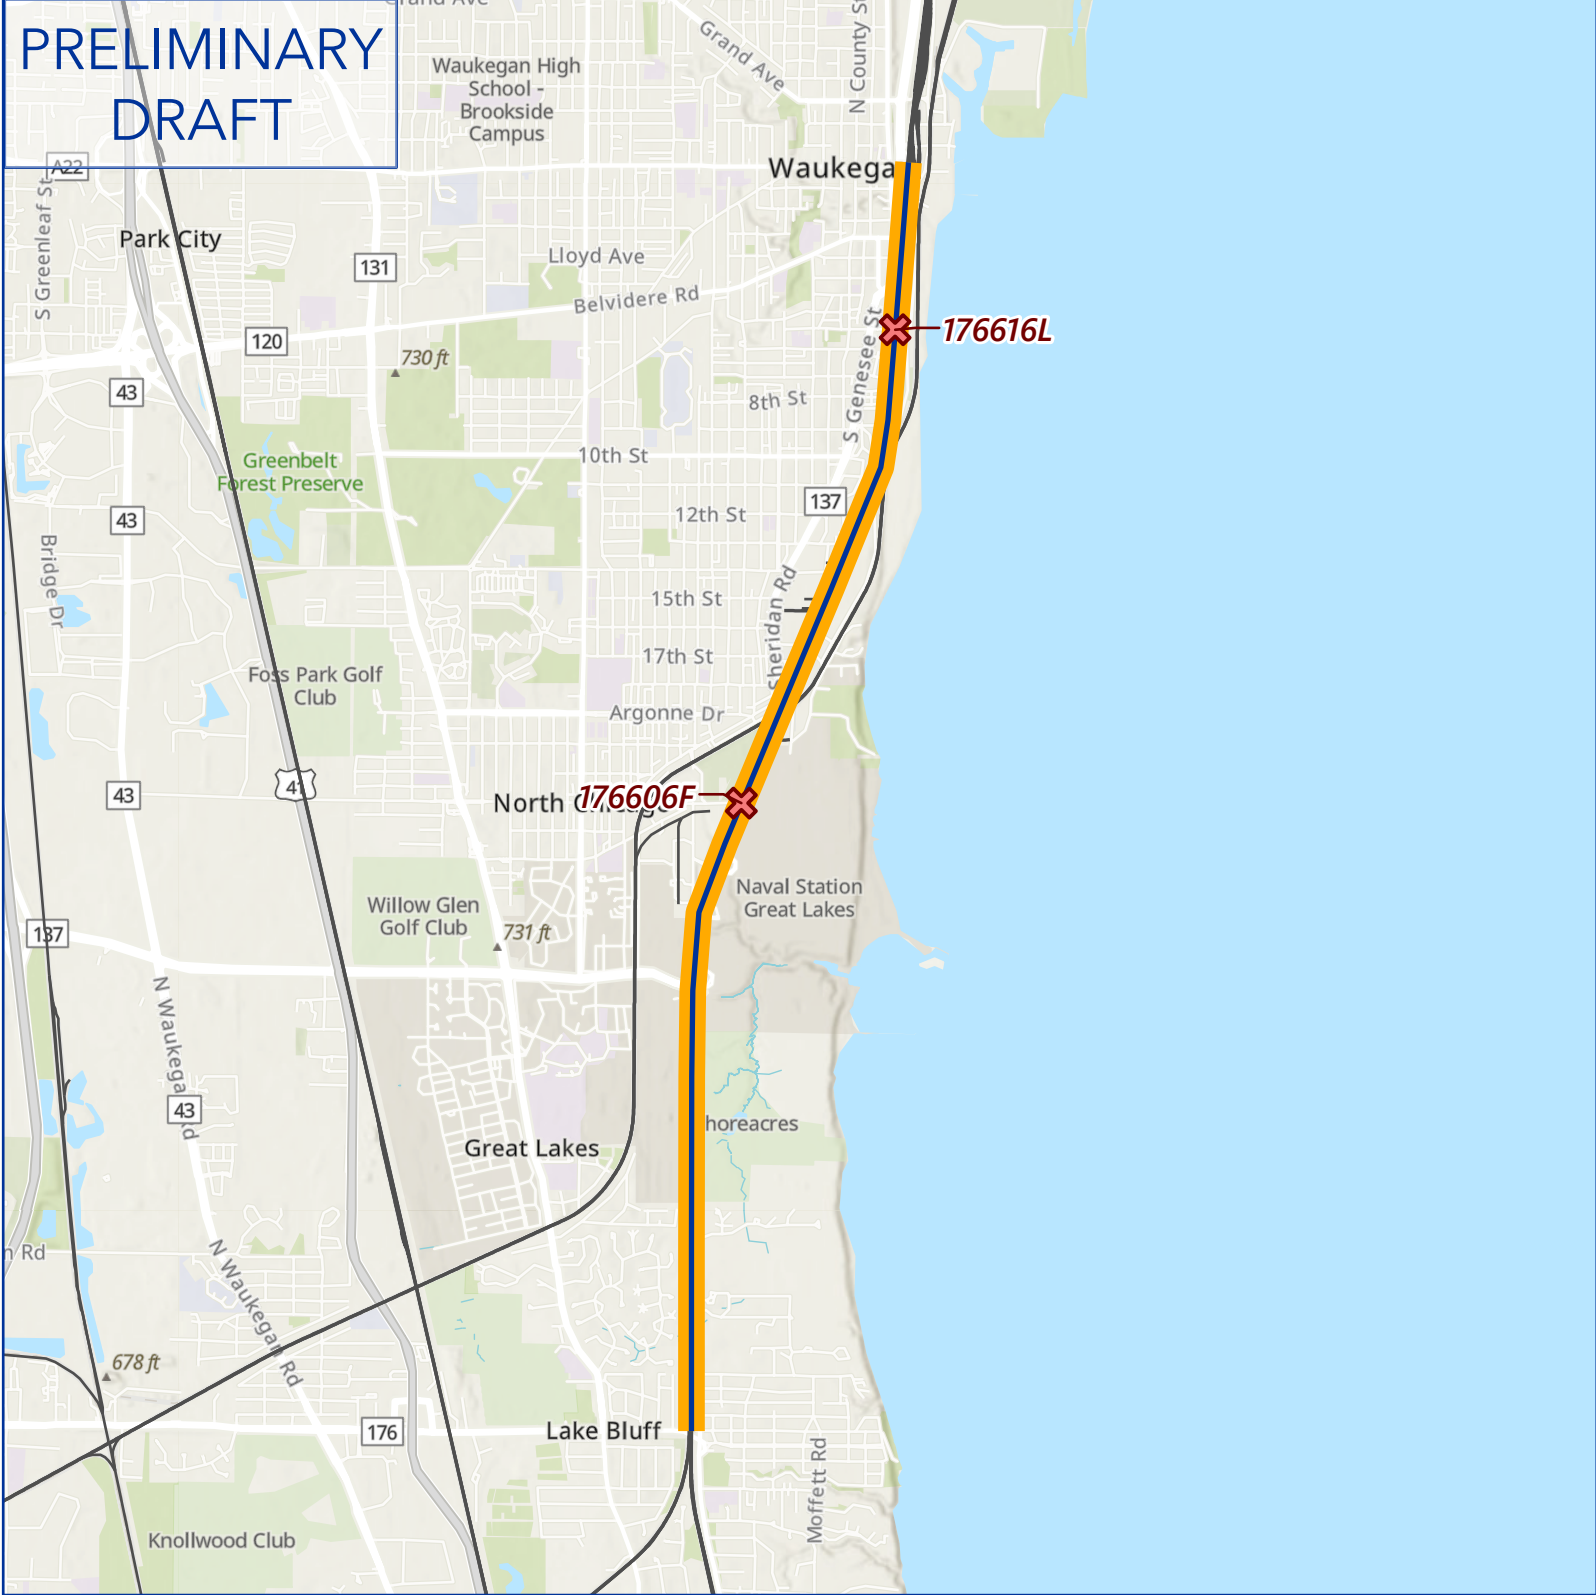 Grand Ave
PRELIMINARY
DRAFT
Grand Ave
N County St
Waukegan High
School -
Brookside
Campus
A22
Waukega
S Greenleaf St
Park City
131
Lloyd Ave
Belvidere Rd
120
730 ft
176616L
S Genesee St
43
8th St
Greenbelt
Forest Preserve
10th St
137
43
12th St
Bridge Dr
15th St
Sheridan Rd
17th St
Foss Park Golf
Club
Argonne Dr
41
43
North Chicago
176606F
Naval Station
Great Lakes
Willow Glen
Golf Club
731 ft
137
N Waukegan Rd
43
horeacres
Great Lakes
n Rd
N Waukegan Rd
678 ft
176
Lake Bluff
Moffett Rd
Knollwood Club